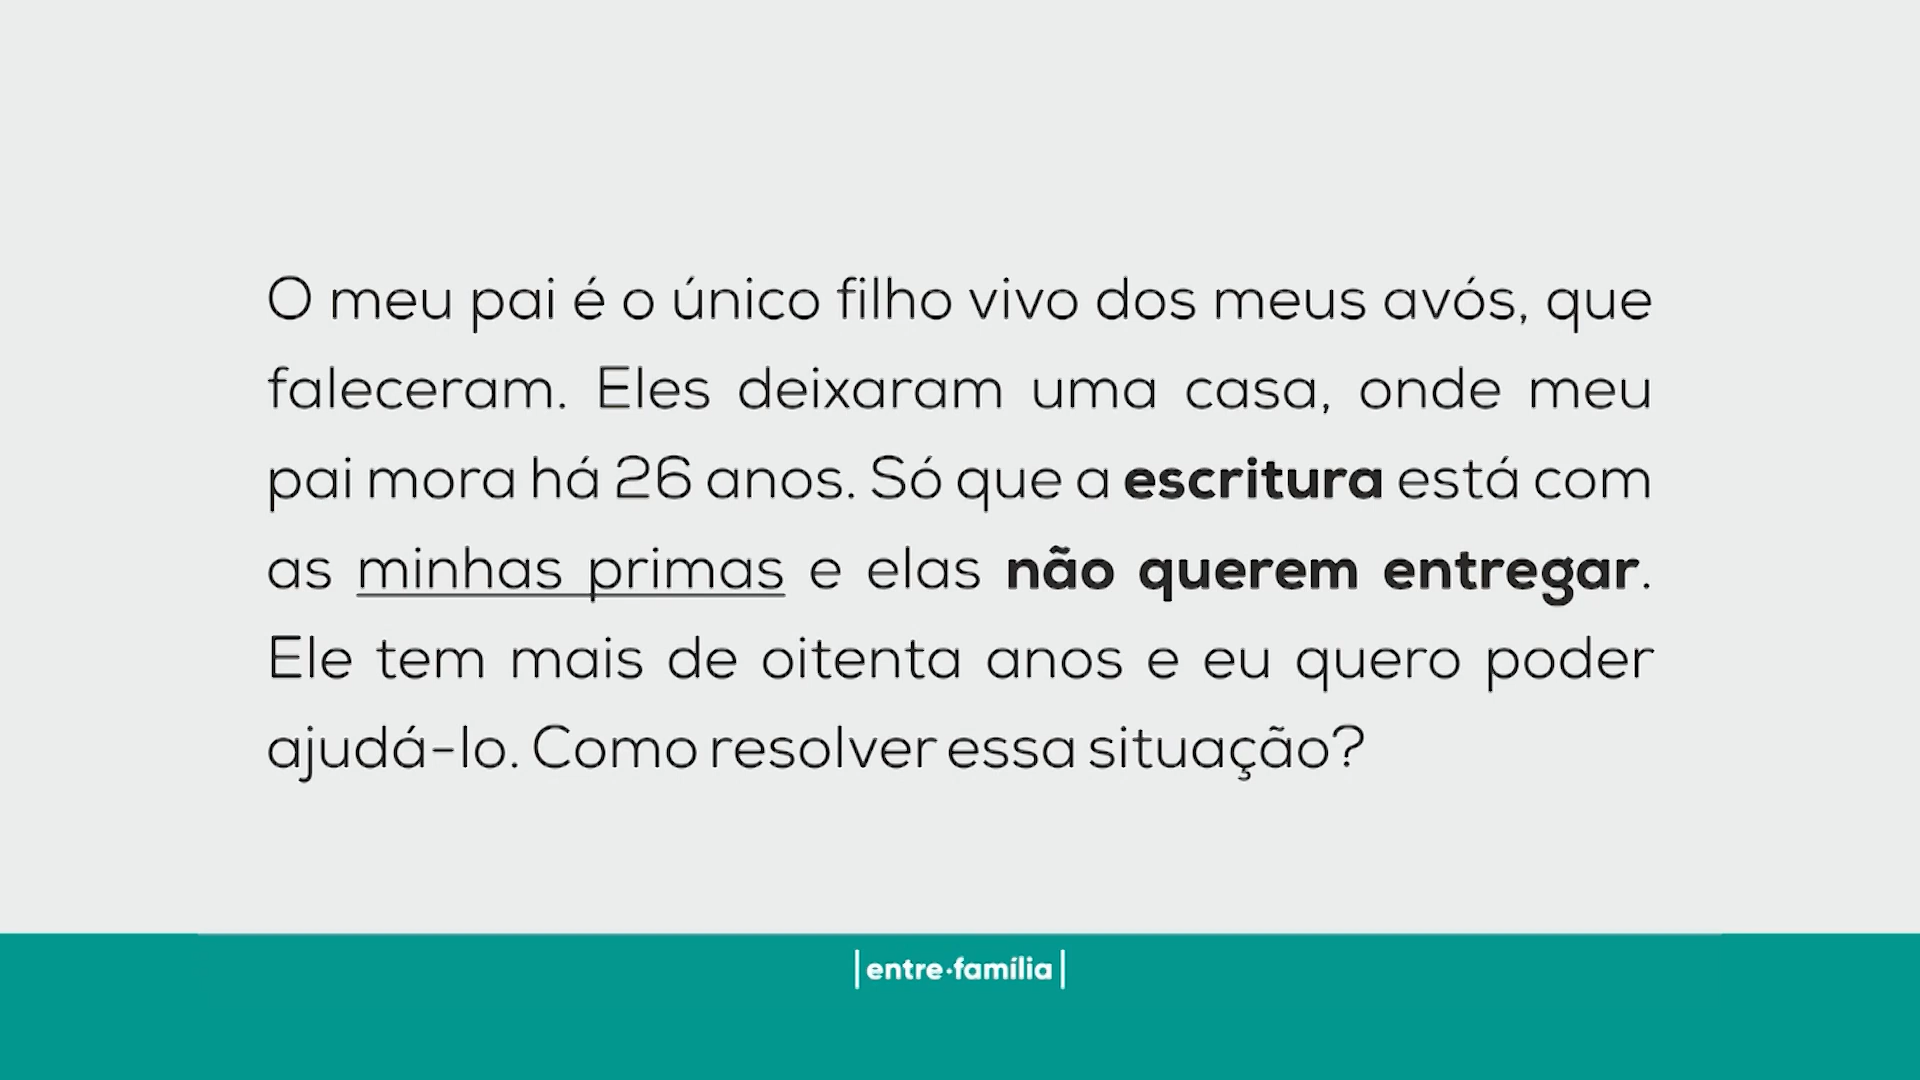 O meu pai é o único filho vivo dos meus avós, que
faleceram. Eles deixaram uma casa, onde meu
pai mora há 26 anos. Só que a escritura está com
as minhas primas e elas não querem entregar.
Ele tem mais de oitenta anos e eu quero poder
ajudá-lo. Como resolver essa situação?
|entre·família|